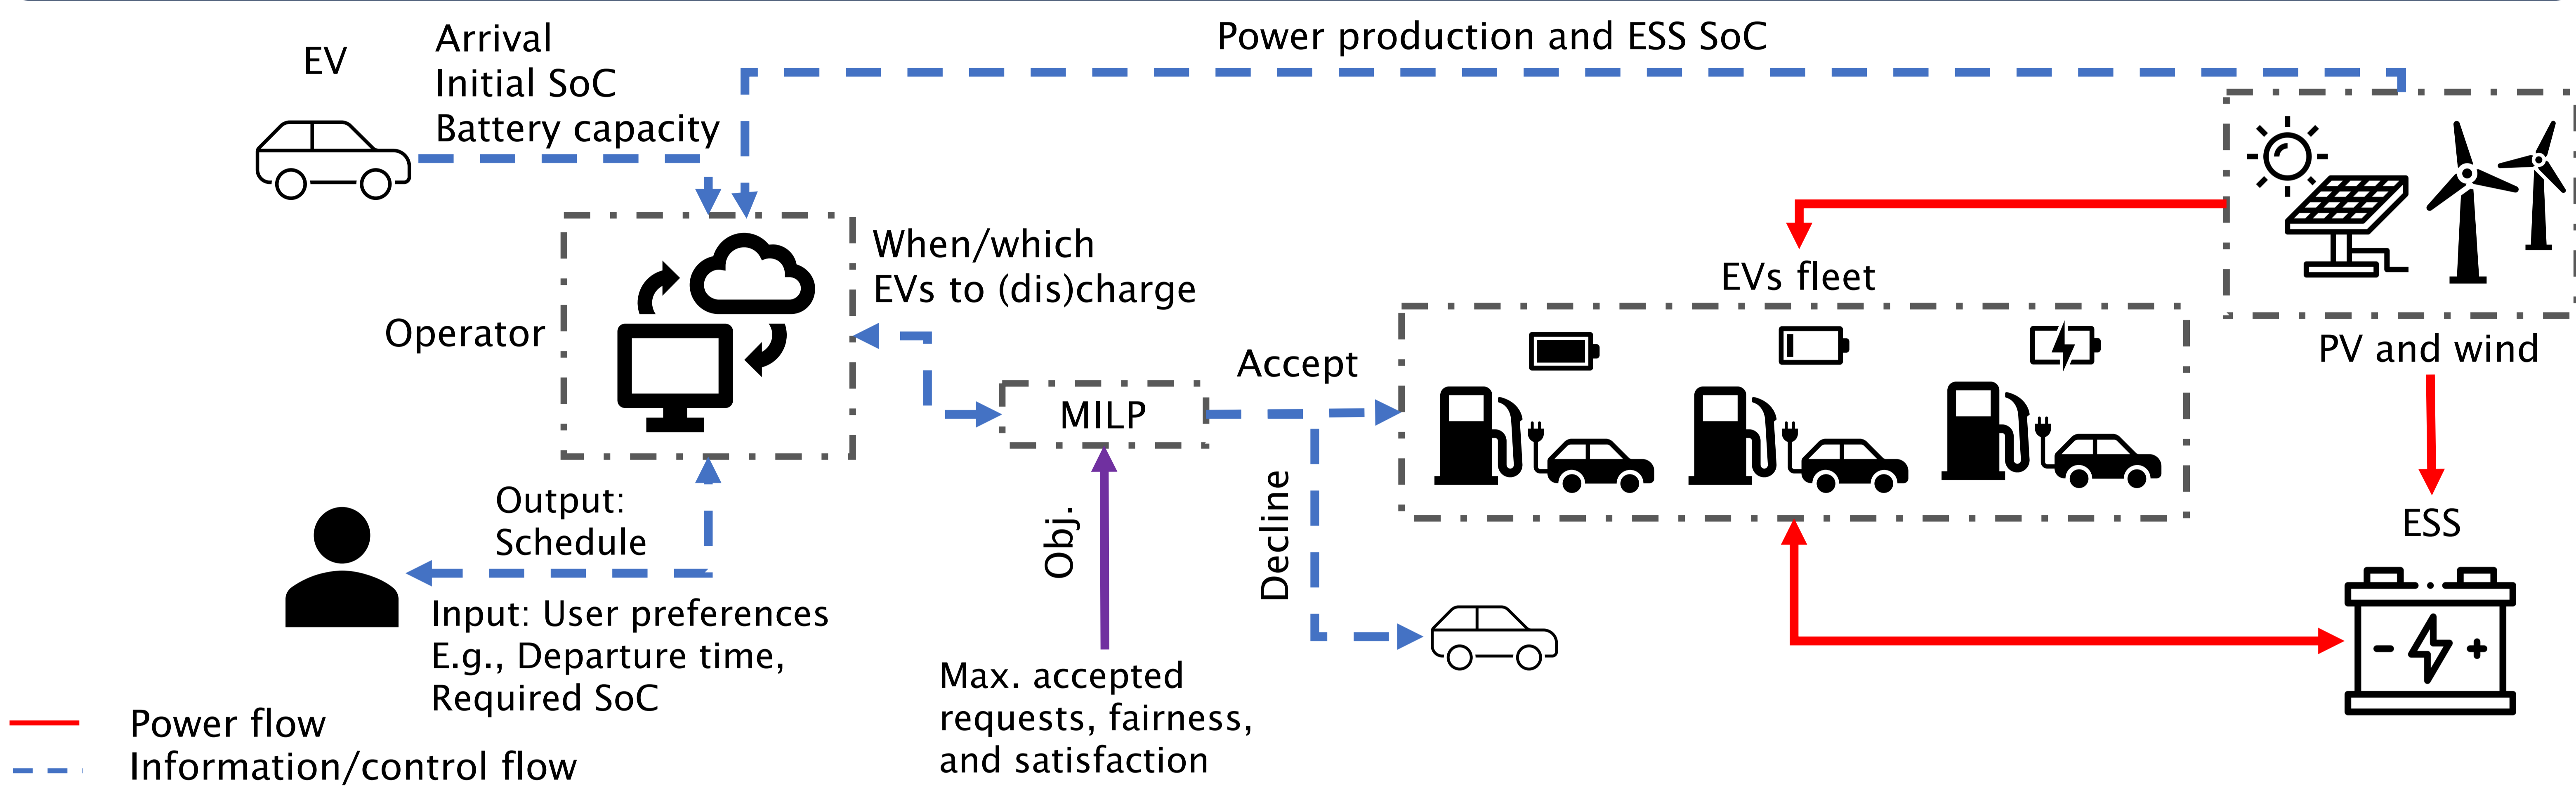 Power production and ESS SoC
EV
Arrival
Initial SoC
Battery capacity
Operator
When/which
EVs to (dis)charge
EVs fleet
PV and wind
Accept
MILP
Decline
Obj.
Output:
Schedule
Input: User preferences
E.g., Departure time,
Required SoC
ESS
Max. accepted
requests, fairness,
and satisfaction
Power flow
Information/control flow